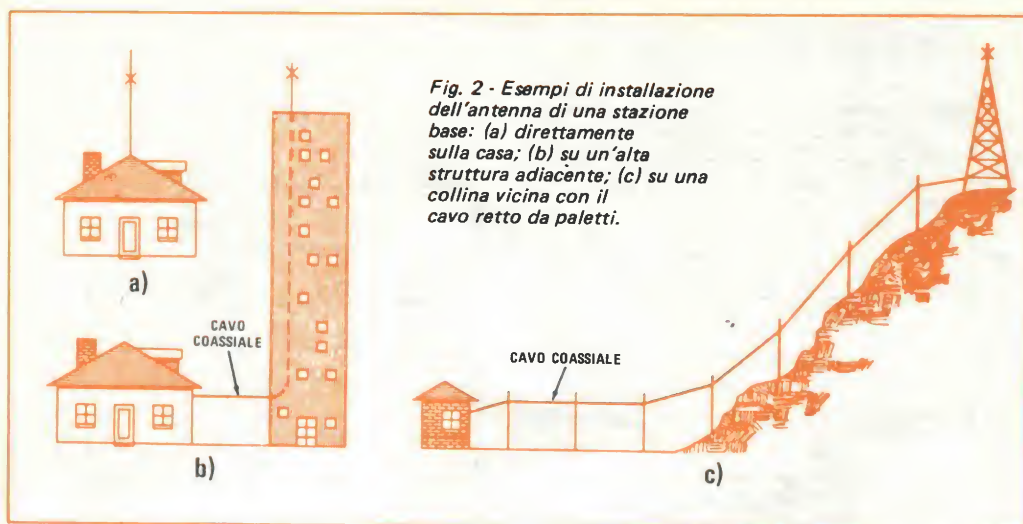 Fig. 2 - Esempi di installazione
dell'antenna di una stazione
base: (a) direttamente
sulla casa; (b) su un'alta
struttura adiacente; (c) su una
collina vicina con il
cavo retto da paletti.
a)
CAVO
COASSIALE
b)
CAVO COASSIALE
c)